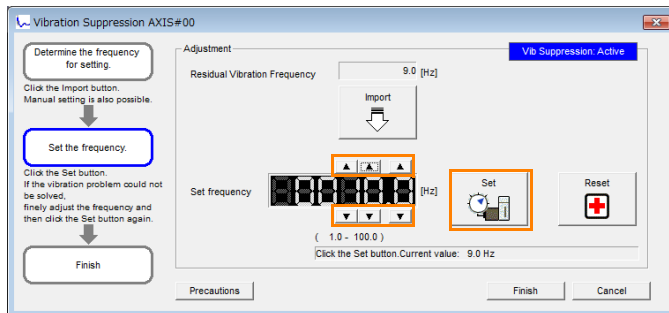 Vibration Suppression AXIS#00
Determine the frequency
for setting.
Click the Import button.
Manual setting is also possible.
Set the frequency.
Click the Set button.
If the vibration problem could not
be solved,
finely adjust the frequency and
then click the Set button again.
Finish
Adjustment
Vib Suppression: Active
Residual Vibration Frequency
9.0 [Hz]
Import
Set frequency
[Hz]
( 1.0 - 100.0 )
Set
Reset
Click the Set button.Current value: 9.0 Hz
Precautions
Finish
Cancel